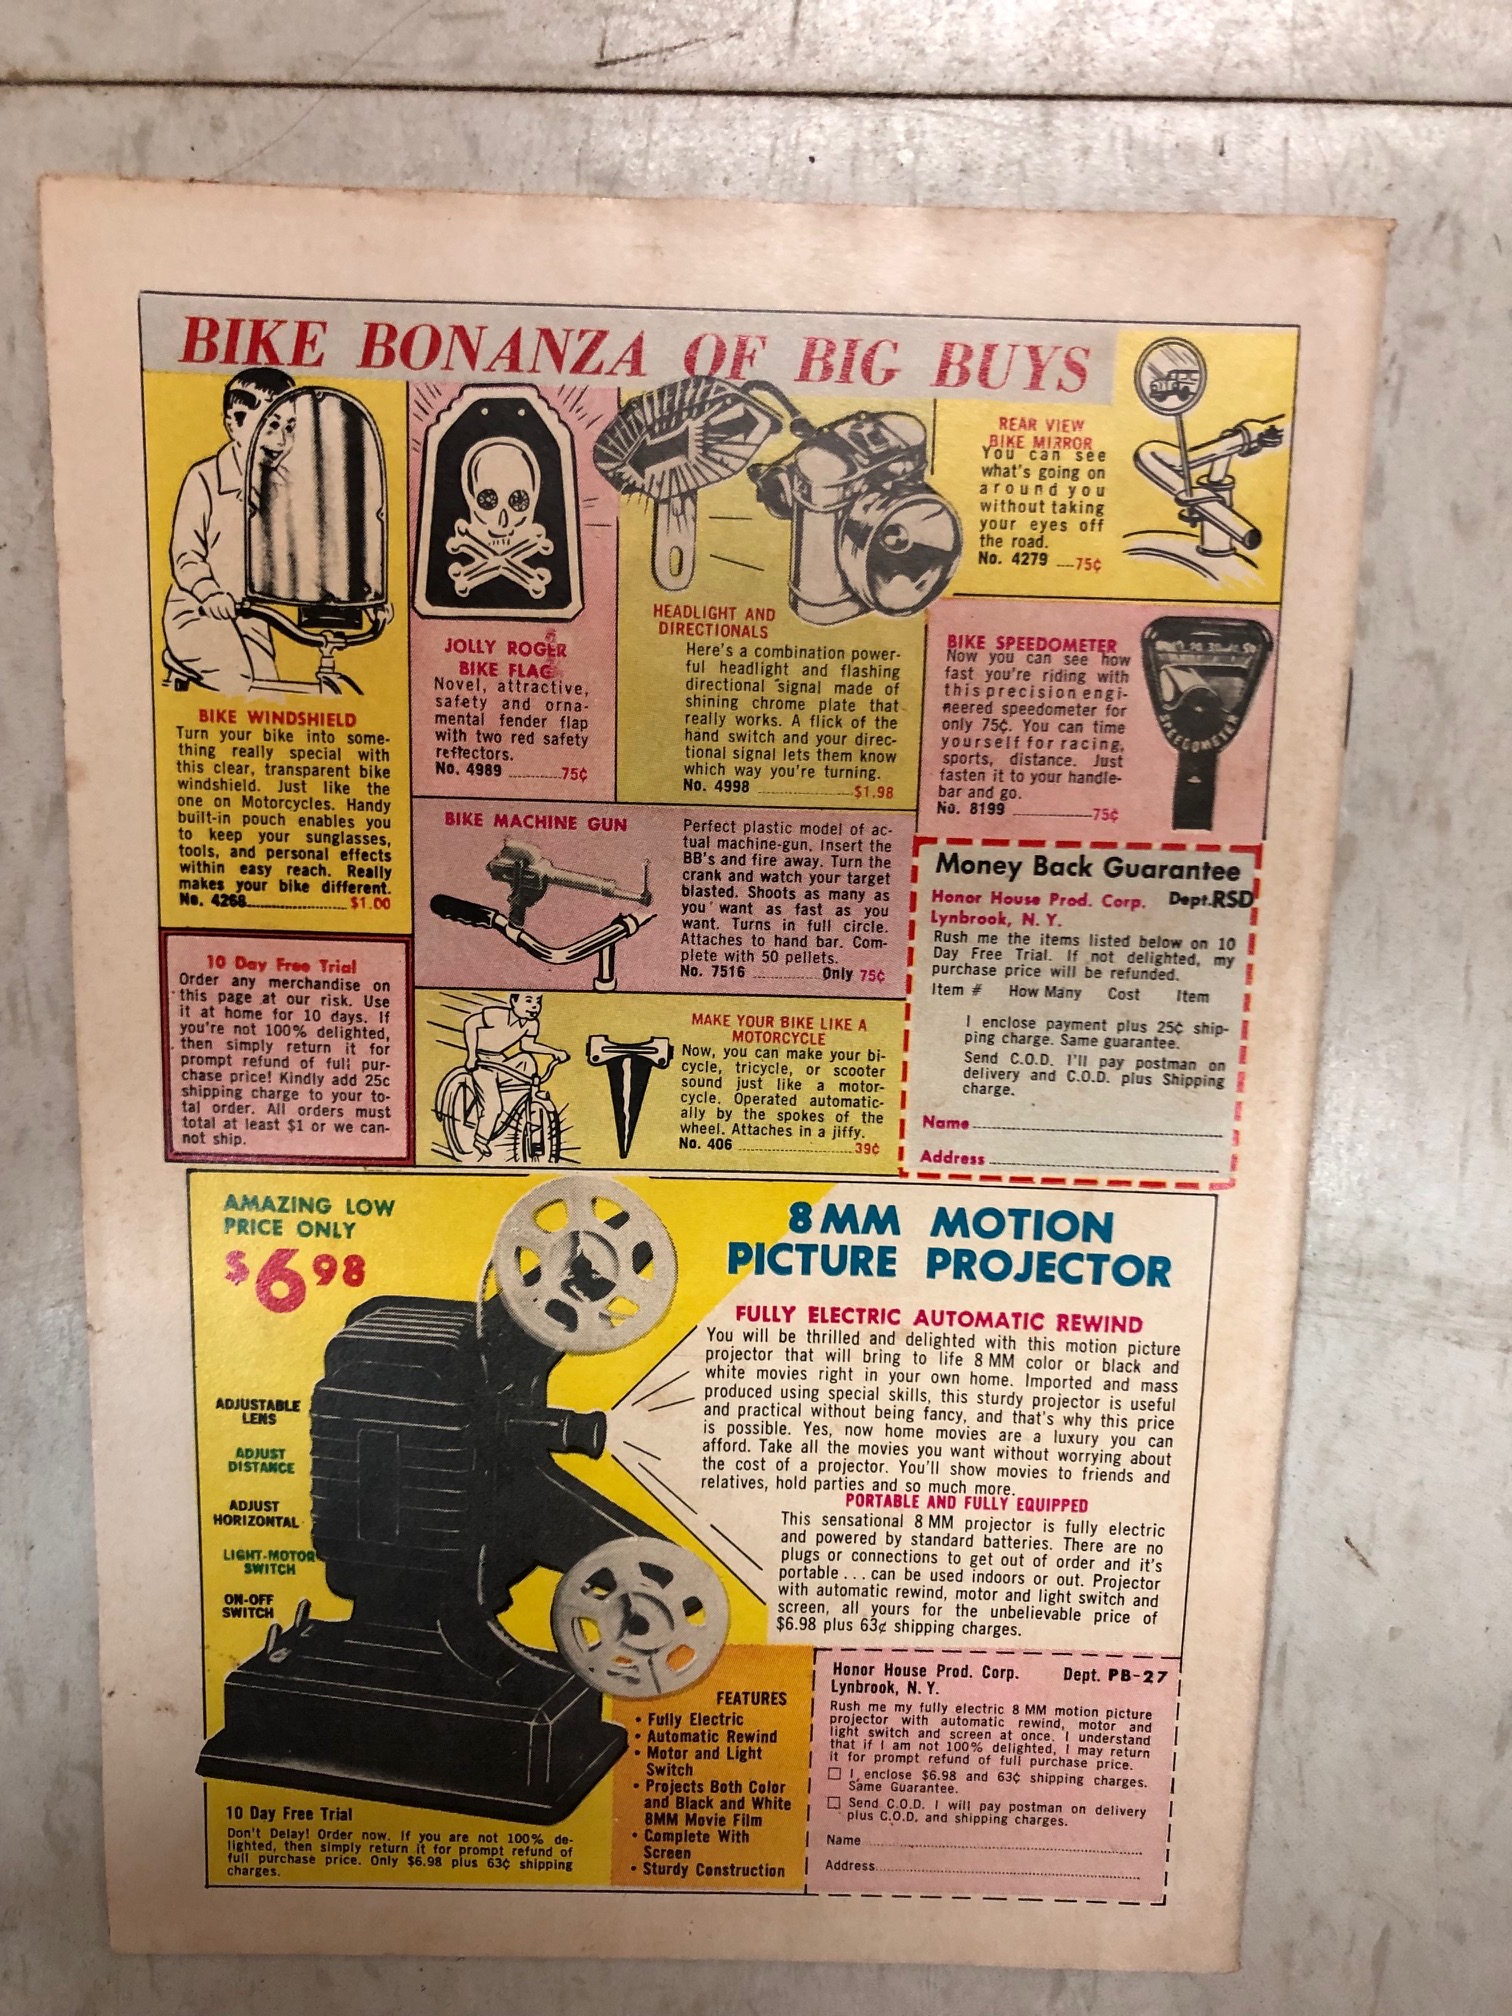 BIKE BONANZA OF BIG BUYS
BIKE WINDSHIELD
Turn your bike into some-
thing really special with
this clear, transparent bike
windshield. Just like the
one on Motorcycles. Handy
built-in pouch enables you
to keep your sunglasses,
tools, and personal effects
within easy reach. Really
makes your bike different.
No. 4268 $1.00
JOLLY ROGER
BIKE FLAG
Novel, attractive,
safety and orna-
mental fender flap
with two red safety
reflectors.
No. 4989 75¢
HEADLIGHT AND
DIRECTIONALS
Here's a combination power-
ful headlight and flashing
directional signal made of
shining chrome plate that
really works. A flick of the
hand switch and your direc-
tional signal lets them know
which way you're turning.
No. 4998 $1.98
REAR VIEW
BIKE MIRROR
You can see
what's going on
around you
without taking
your eyes off
the road.
No. 4279 75¢
BIKE SPEEDOMETER
Now you can see how
fast you're riding with
this precision engi-
neered speedometer for
only 75¢. You can time
yourself for racing,
sports, distance. Just
fasten it to your handle-
bar and go.
No. 8199 75¢
SPEEDOMETER
BIKE MACHINE GUN
Perfect plastic model of ac-
tual machine-gun. Insert the
BB's and fire away. Turn the
crank and watch your target
blasted. Shoots as many as
you want as fast as you
want. Turns in full circle.
Attaches to hand bar. Com-
plete with 50 pellets.
No. 7516 Only 75¢
10 Day Free Trial
Order any merchandise on
this page at our risk. Use
it at home for 10 days. If
you're not 100% delighted,
then simply return it for
prompt refund of full pur-
chase price! Kindly add 25c
shipping charge to your to-
tal order. All orders must
total at least $1 or we can-
not ship.
MAKE YOUR BIKE LIKE A
MOTORCYCLE
Now, you can make your bi-
cycle, tricycle, or scooter
sound just like a motor-
cycle. Operated automatic-
ally by the spokes of the
wheel. Attaches in a jiffy.
No. 406 39¢
Money Back Guarantee
Honor House Prod. Corp. Dept. RSD
Lynbrook, N. Y.
Rush me the items listed below on 10
Day Free Trial. If not delighted, my
purchase price will be refunded.
Item # How Many Cost Item
I enclose payment plus 25¢ ship-
ping charge. Same guarantee.
Send C.O.D. I'll pay postman on
delivery and C.O.D. plus Shipping
charge.
Name
Address
AMAZING LOW
PRICE ONLY
$6.98
ADJUSTABLE
LENS
ADJUST
DISTANCE
ADJUST
HORIZONTAL
LIGHT-MOTOR
SWITCH
ON-OFF
SWITCH
8 MM MOTION
PICTURE PROJECTOR
FULLY ELECTRIC AUTOMATIC REWIND
You will be thrilled and delighted with this motion picture
projector that will bring to life 8 MM color or black and
white movies right in your own home. Imported and mass
produced using special skills, this sturdy projector is useful
and practical without being fancy, and that's why this price
is possible. Yes, now home movies are a luxury you can
afford. Take all the movies you want without worrying about
the cost of a projector. You'll show movies to friends and
relatives, hold parties and so much more.
PORTABLE AND FULLY EQUIPPED
This sensational 8 MM projector is fully electric
and powered by standard batteries. There are no
plugs or connections to get out of order and it's
portable . . . can be used indoors or out. Projector
with automatic rewind, motor and light switch and
screen, all yours for the unbelievable price of
$6.98 plus 63¢ shipping charges.
10 Day Free Trial
Don't Delay! Order now. If you are not 100% de-
lighted, then simply return it for prompt refund of
full purchase price. Only $6.98 plus 63¢ shipping
charges.
FEATURES
• Fully Electric
• Automatic Rewind
• Motor and Light
Switch
• Projects Both Color
and Black and White
8MM Movie Film
• Complete With
Screen
• Sturdy Construction
Honor House Prod. Corp. Dept. PB-27
Lynbrook, N. Y.
Rush me my fully electric 8 MM motion picture
projector with automatic rewind, motor and
light switch and screen at once. I understand
that if I am not 100% delighted, I may return
it for prompt refund of full purchase price.
☐ I enclose $6.98 and 63¢ shipping charges.
Same Guarantee.
☐ Send C.O.D. I will pay postman on delivery
plus C.O.D. and shipping charges.
Name
Address